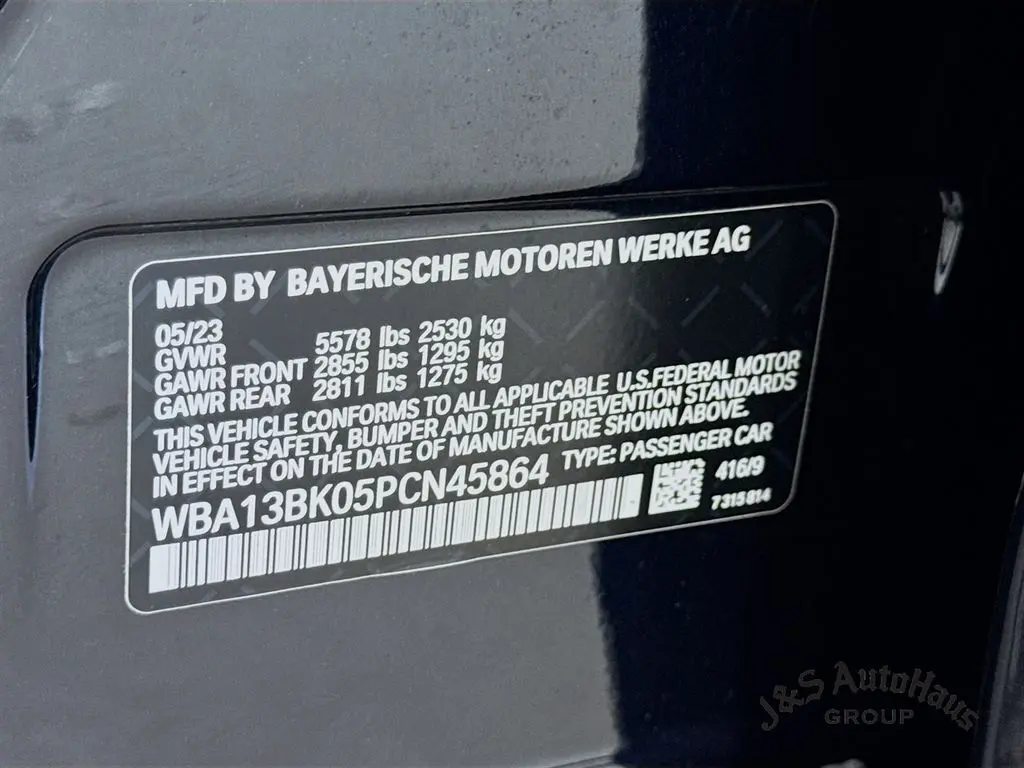 MFD BY BAYERISCHE MOTOREN WERKE AG
05/23
GVWR 5578 lbs 2530 kg
GAWR FRONT 2855 lbs 1295 kg
GAWR REAR 2811 lbs 1275 kg
THIS VEHICLE CONFORMS TO ALL APPLICABLE U.S.FEDERAL MOTOR
VEHICLE SAFETY, BUMPER AND THEFT PREVENTION STANDARDS
IN EFFECT ON THE DATE OF MANUFACTURE SHOWN ABOVE.
WBA13BK05PCN45864 TYPE: PASSENGER CAR
416/9
7315814
J&S AutoHaus
GROUP